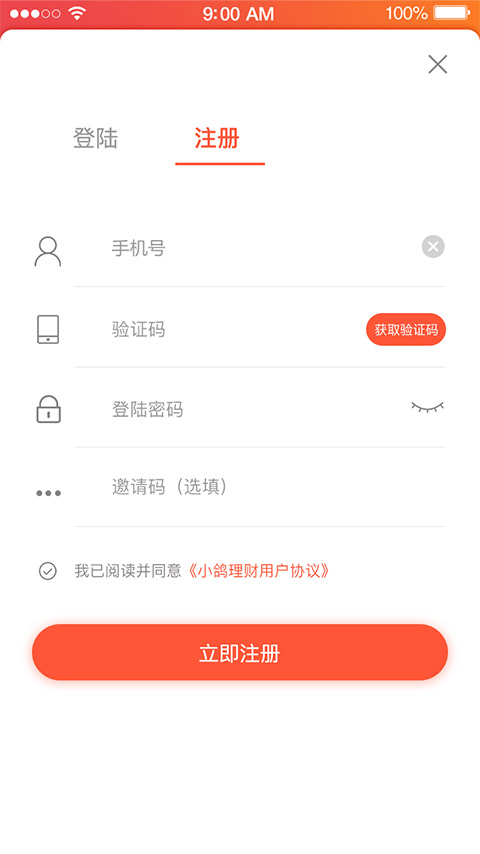 9:00 AM 100%
登陆 注册
手机号
验证码 获取验证码
登陆密码
邀请码（选填）
我已阅读并同意《小鸽理财用户协议》
立即注册